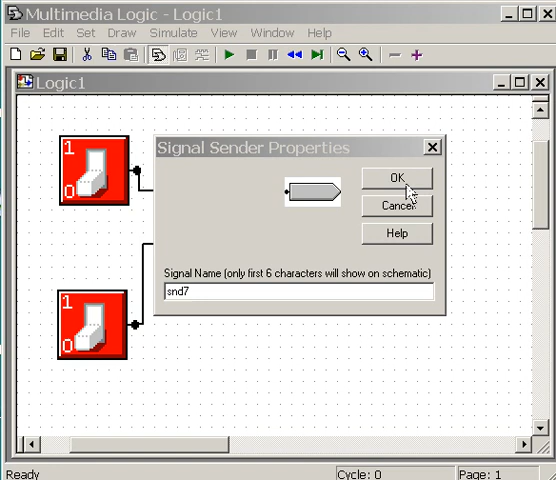 Multimedia Logic - Logic1
File Edit Set Draw Simulate View Window Help
Logic1
1
0
Signal Sender Properties
OK
Cancel
Help
Signal Name (only first 6 characters will show on schematic)
snd7
1
0
Ready Cycle: 0 Page: 1